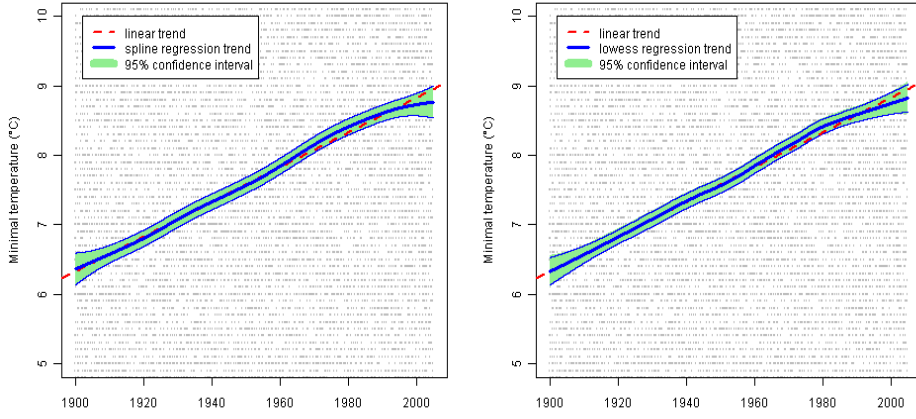 linear trend
spline regression trend
95% confidence interval
Minimal temperature (°C)
10
9
8
7
6
5
1900 1920 1940 1960 1980 2000
linear trend
lowess regression trend
95% confidence interval
Minimal temperature (°C)
10
9
8
7
6
5
1900 1920 1940 1960 1980 2000